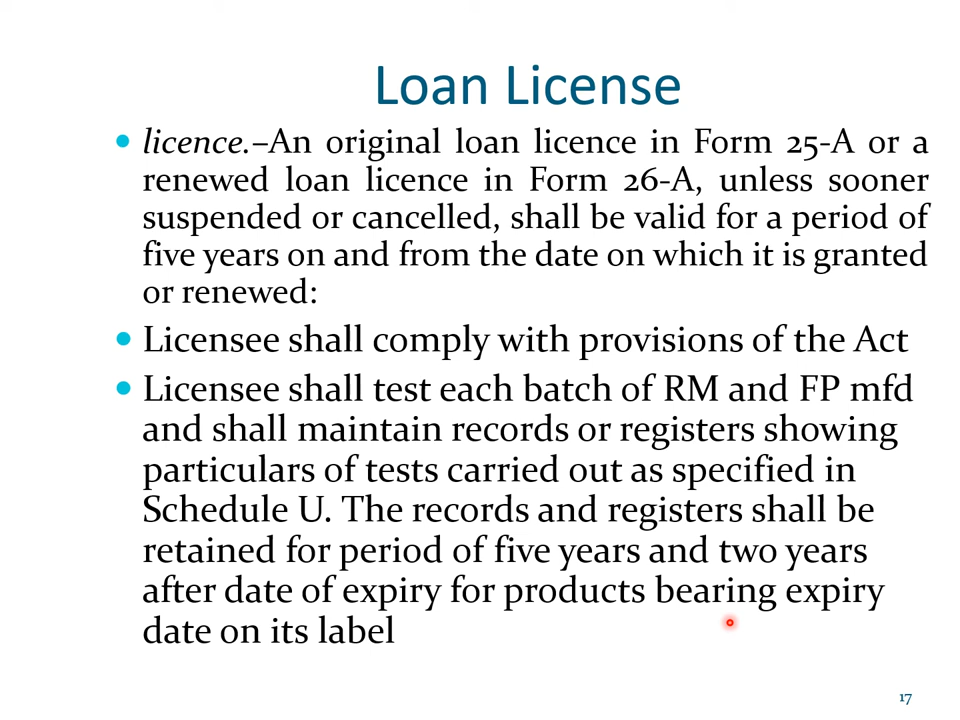 Loan License
• licence.–An original loan licence in Form 25-A or a
renewed loan licence in Form 26-A, unless sooner
suspended or cancelled, shall be valid for a period of
five years on and from the date on which it is granted
or renewed:
• Licensee shall comply with provisions of the Act
• Licensee shall test each batch of RM and FP mfd
and shall maintain records or registers showing
particulars of tests carried out as specified in
Schedule U. The records and registers shall be
retained for period of five years and two years
after date of expiry for products bearing expiry
date on its label
17